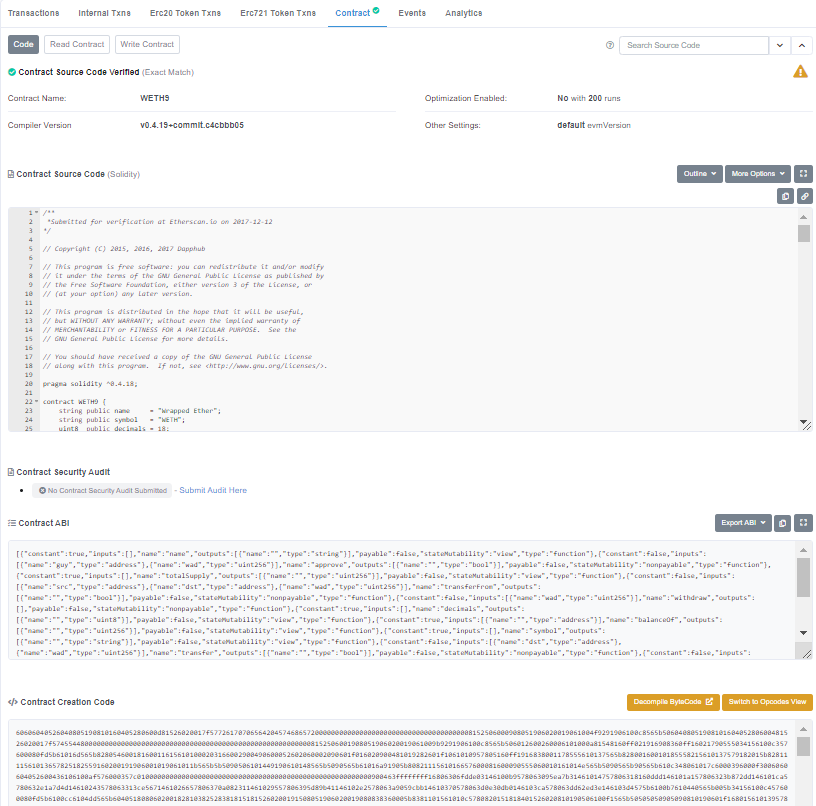 Transactions Internal Txns Erc20 Token Txns Erc721 Token Txns Contract Events Analytics
Code Read Contract Write Contract Search Source Code
Contract Source Code Verified (Exact Match)
Contract Name: WETH9 Optimization Enabled: No with 200 runs
Compiler Version v0.4.19+commit.c4cbbb05 Other Settings: default evmVersion
Contract Source Code (Solidity) Outline More Options
1 /**
2 *Submitted for verification at Etherscan.io on 2017-12-12
3 */
4
5 // Copyright (C) 2015, 2016, 2017 Dapphub
6
7 // This program is free software: you can redistribute it and/or modify
8 // it under the terms of the GNU General Public License as published by
9 // the Free Software Foundation, either version 3 of the License, or
10 // (at your option) any later version.
11
12 // This program is distributed in the hope that it will be useful,
13 // but WITHOUT ANY WARRANTY; without even the implied warranty of
14 // MERCHANTABILITY or FITNESS FOR A PARTICULAR PURPOSE. See the
15 // GNU General Public License for more details.
16
17 // You should have received a copy of the GNU General Public License
18 // along with this program. If not, see <http://www.gnu.org/licenses/>.
19
20 pragma solidity ^0.4.18;
21
22 contract WETH9 {
23 string public name = "Wrapped Ether";
24 string public symbol = "WETH";
25 uint8 public decimals = 18;
Contract Security Audit
No Contract Security Audit Submitted - Submit Audit Here
Contract ABI Export ABI
[{"constant":true,"inputs":[],"name":"name","outputs":[{"name":"","type":"string"}],"payable":false,"stateMutability":"view","type":"function"},{"constant":false,"inputs":
[{"name":"guy","type":"address"},{"name":"wad","type":"uint256"}],"name":"approve","outputs":[{"name":"","type":"bool"}],"payable":false,"stateMutability":"nonpayable","type":"function"},
{"constant":true,"inputs":[],"name":"totalSupply","outputs":[{"name":"","type":"uint256"}],"payable":false,"stateMutability":"view","type":"function"},{"constant":false,"inputs":
[{"name":"src","type":"address"},{"name":"dst","type":"address"},{"name":"wad","type":"uint256"}],"name":"transferFrom","outputs":
[{"name":"","type":"bool"}],"payable":false,"stateMutability":"nonpayable","type":"function"},{"constant":false,"inputs":[{"name":"wad","type":"uint256"}],"name":"withdraw","outputs":
[],"payable":false,"stateMutability":"nonpayable","type":"function"},{"constant":true,"inputs":[],"name":"decimals","outputs":
[{"name":"","type":"uint8"}],"payable":false,"stateMutability":"view","type":"function"},{"constant":true,"inputs":[{"name":"","type":"address"}],"name":"balanceOf","outputs":
[{"name":"","type":"uint256"}],"payable":false,"stateMutability":"view","type":"function"},{"constant":true,"inputs":[],"name":"symbol","outputs":
[{"name":"","type":"string"}],"payable":false,"stateMutability":"view","type":"function"},{"constant":false,"inputs":[{"name":"dst","type":"address"},
{"name":"wad","type":"uint256"}],"name":"transfer","outputs":[{"name":"","type":"bool"}],"payable":false,"stateMutability":"nonpayable","type":"function"},{"constant":false,"inputs":
Contract Creation Code Decompile ByteCode Switch to Opcodes View